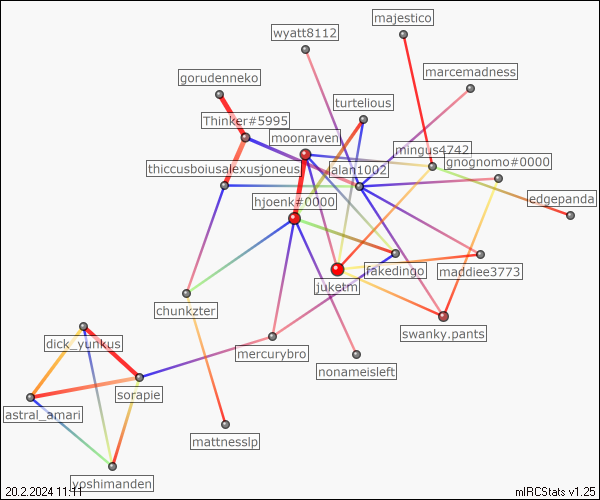 majestico
wyatt8112
marcemadness
gorudenneko
turtelious
Thinker#5995
moonraven
mingus4742
gnognomo#0000
alan1002
thiccusboiusalexusjoneus
edgepanda
hjoenk#0000
fakedingo
maddiee3773
juketm
chunkzter
swanky.pants
dick_yunkus
mercurybro
nonameisleft
sorapie
astral_amari
mattnesslp
yoshimanden
20.2.2024 11:11
mIRCStats v1.25